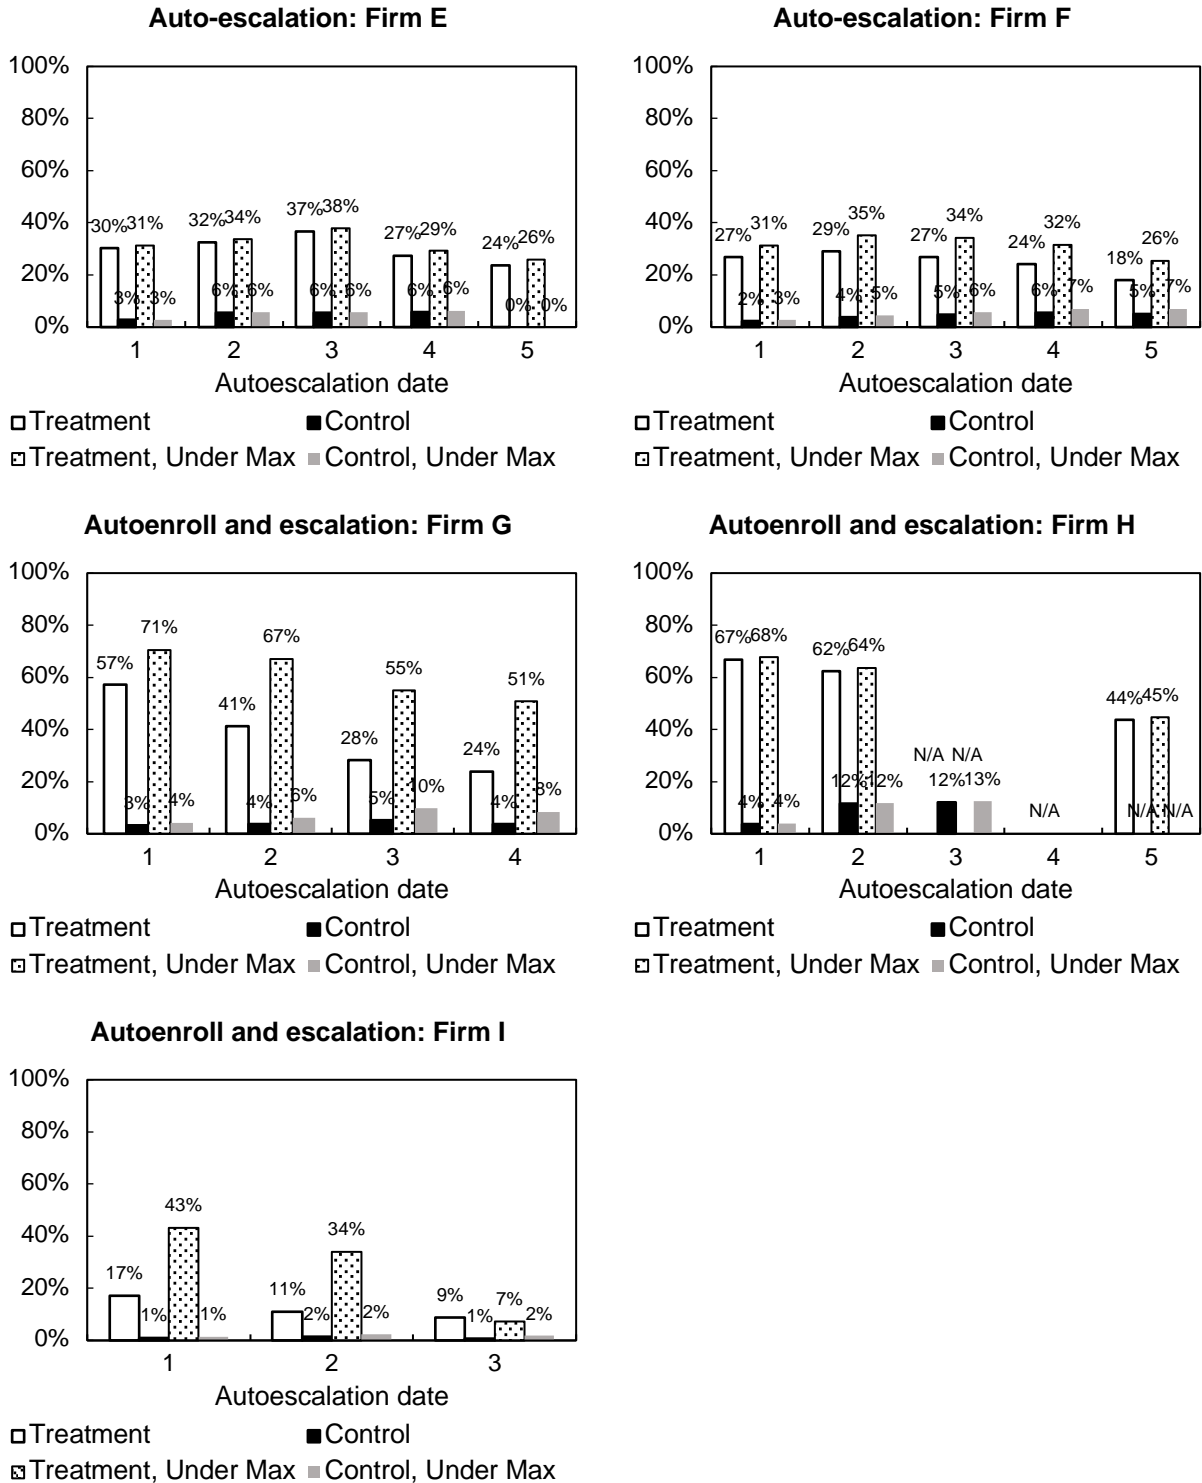 Auto-escalation: Firm E
100%
80%
60%
40%
20%
0%
30% 31% 32% 34% 37% 38% 27% 29% 24% 26%
3% 3% 6% 6% 6% 6% 6% 6% 0% 0%
1 2 3 4 5
Autoescalation date
Treatment Control
Treatment, Under Max Control, Under Max
Auto-escalation: Firm F
100%
80%
60%
40%
20%
0%
27% 31% 29% 35% 27% 34% 24% 32% 18% 26%
2% 3% 4% 5% 5% 6% 6% 7% 5% 7%
1 2 3 4 5
Autoescalation date
Treatment Control
Treatment, Under Max Control, Under Max
Autoenroll and escalation: Firm G
100%
80%
60%
40%
20%
0%
57% 71% 41% 67% 28% 55% 24% 51%
3% 4% 4% 6% 5% 10% 4% 8%
1 2 3 4
Autoescalation date
Treatment Control
Treatment, Under Max Control, Under Max
Autoenroll and escalation: Firm H
100%
80%
60%
40%
20%
0%
67% 68% 62% 64% N/A N/A 44% 45%
4% 4% 12% 12% 12% 13% N/A N/A N/A
1 2 3 4 5
Autoescalation date
Treatment Control
Treatment, Under Max Control, Under Max
Autoenroll and escalation: Firm I
100%
80%
60%
40%
20%
0%
17% 43% 11% 34% 9% 7%
1% 1% 2% 2% 1% 2%
1 2 3
Autoescalation date
Treatment Control
Treatment, Under Max Control, Under Max